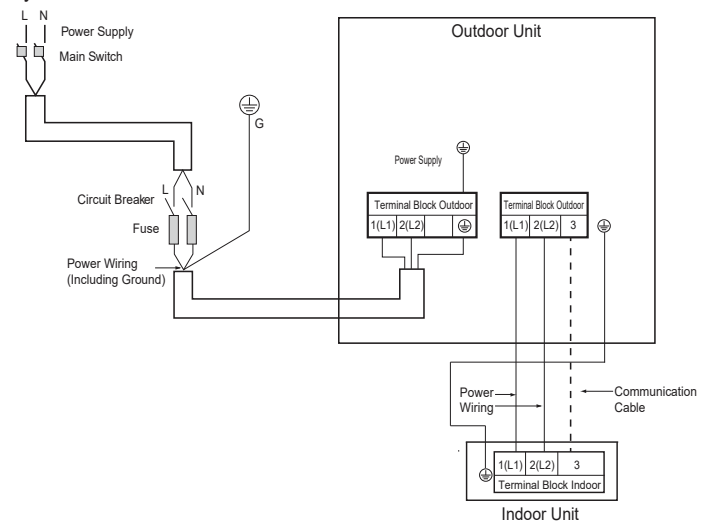 L N
Power Supply
Main Switch
Outdoor Unit
G
Power Supply
L N
Circuit Breaker
Fuse
Terminal Block Outdoor
1(L1) 2(L2)
Terminal Block Outdoor
1(L1) 2(L2) 3
Power Wiring
(Including Ground)
Power
Wiring
Communication
Cable
1(L1) 2(L2) 3
Terminal Block Indoor
Indoor Unit